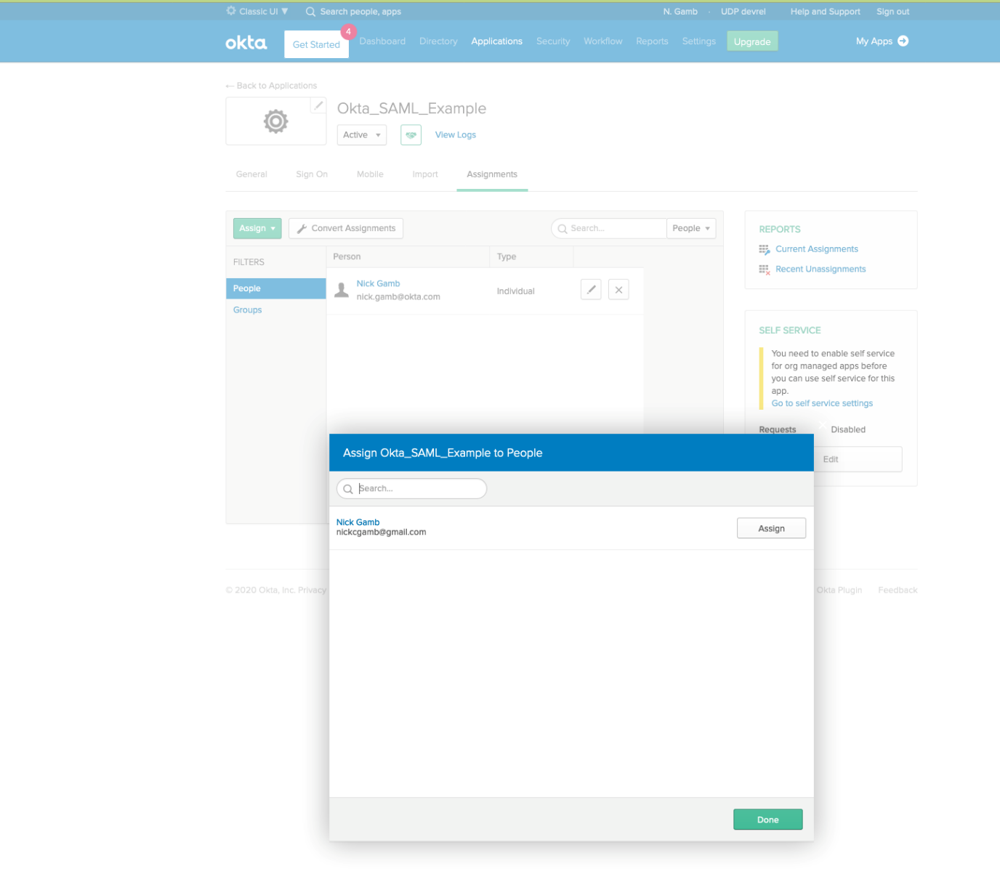 Classic UI ▼ Search people, apps N. Gamb · UDP devrel Help and Support Sign out
okta Get Started 4 Dashboard Directory Applications Security Workflow Reports Settings Upgrade My Apps
← Back to Applications
Okta_SAML_Example
Active ▼ View Logs
General Sign On Mobile Import Assignments
Assign ▼ Convert Assignments Search... People ▼
FILTERS
People
Groups
Person Type
Nick Gamb
nick.gamb@okta.com
Individual
REPORTS
Current Assignments
Recent Unassignments
SELF SERVICE
You need to enable self service
for org managed apps before
you can use self service for this
app.
Go to self service settings
Requests Disabled
Edit
Assign Okta_SAML_Example to People
Search...
Nick Gamb
nickcgamb@gmail.com
Assign
Done
© 2020 Okta, Inc. Privacy Okta Plugin Feedback